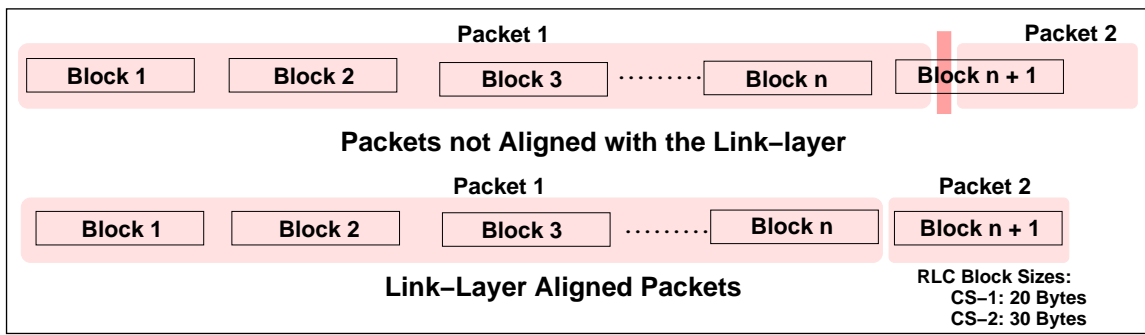 Packet 1 Packet 2
Block 1 Block 2 Block 3 ......... Block n Block n + 1
Packets not Aligned with the Link−layer
Packet 1 Packet 2
Block 1 Block 2 Block 3 ......... Block n Block n + 1
Link−Layer Aligned Packets
RLC Block Sizes:
CS−1: 20 Bytes
CS−2: 30 Bytes